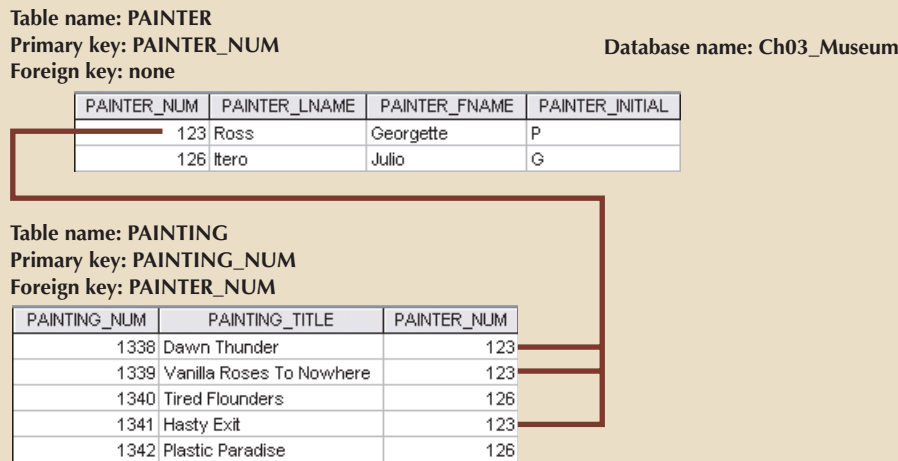 Table name: PAINTER
Primary key: PAINTER_NUM
Database name: Ch03_Museum
Foreign key: none
PAINTER_NUM PAINTER_LNAME PAINTER_FNAME PAINTER_INITIAL
123 Ross Georgette P
126 Itero Julio G
Table name: PAINTING
Primary key: PAINTING_NUM
Foreign key: PAINTER_NUM
PAINTING_NUM PAINTING_TITLE PAINTER_NUM
1338 Dawn Thunder 123
1339 Vanilla Roses To Nowhere 123
1340 Tired Flounders 126
1341 Hasty Exit 123
1342 Plastic Paradise 126